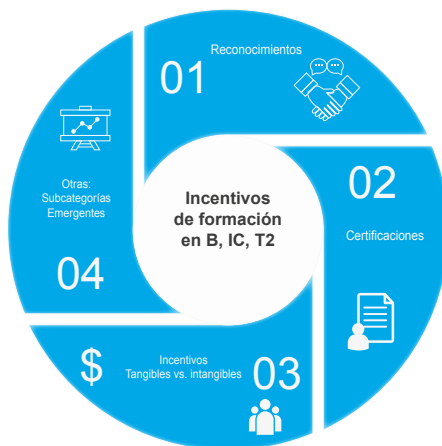 Reconocimientos
01
02
Certificaciones
Incentivos
de formación
en B, IC, T2
Otras:
Subcategorías
Emergentes
04
$
Incentivos
Tangibles vs. intangibles
03